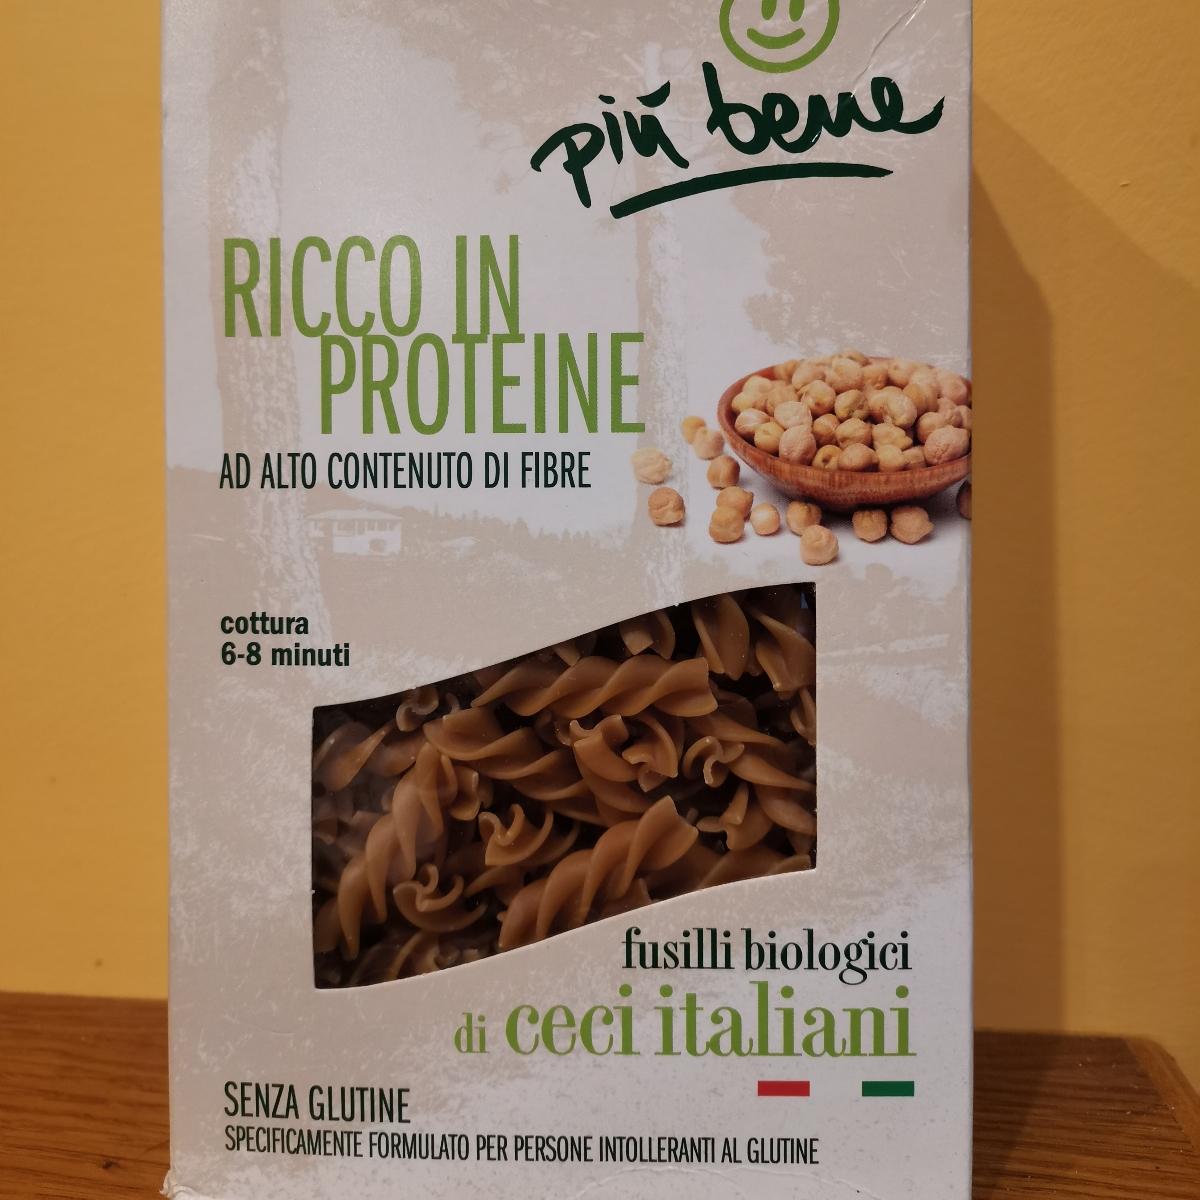 più bene
RICCO IN
PROTEINE
AD ALTO CONTENUTO DI FIBRE
cottura
6-8 minuti
fusilli biologici
di ceci italiani
SENZA GLUTINE
SPECIFICAMENTE FORMULATO PER PERSONE INTOLLERANTI AL GLUTINE